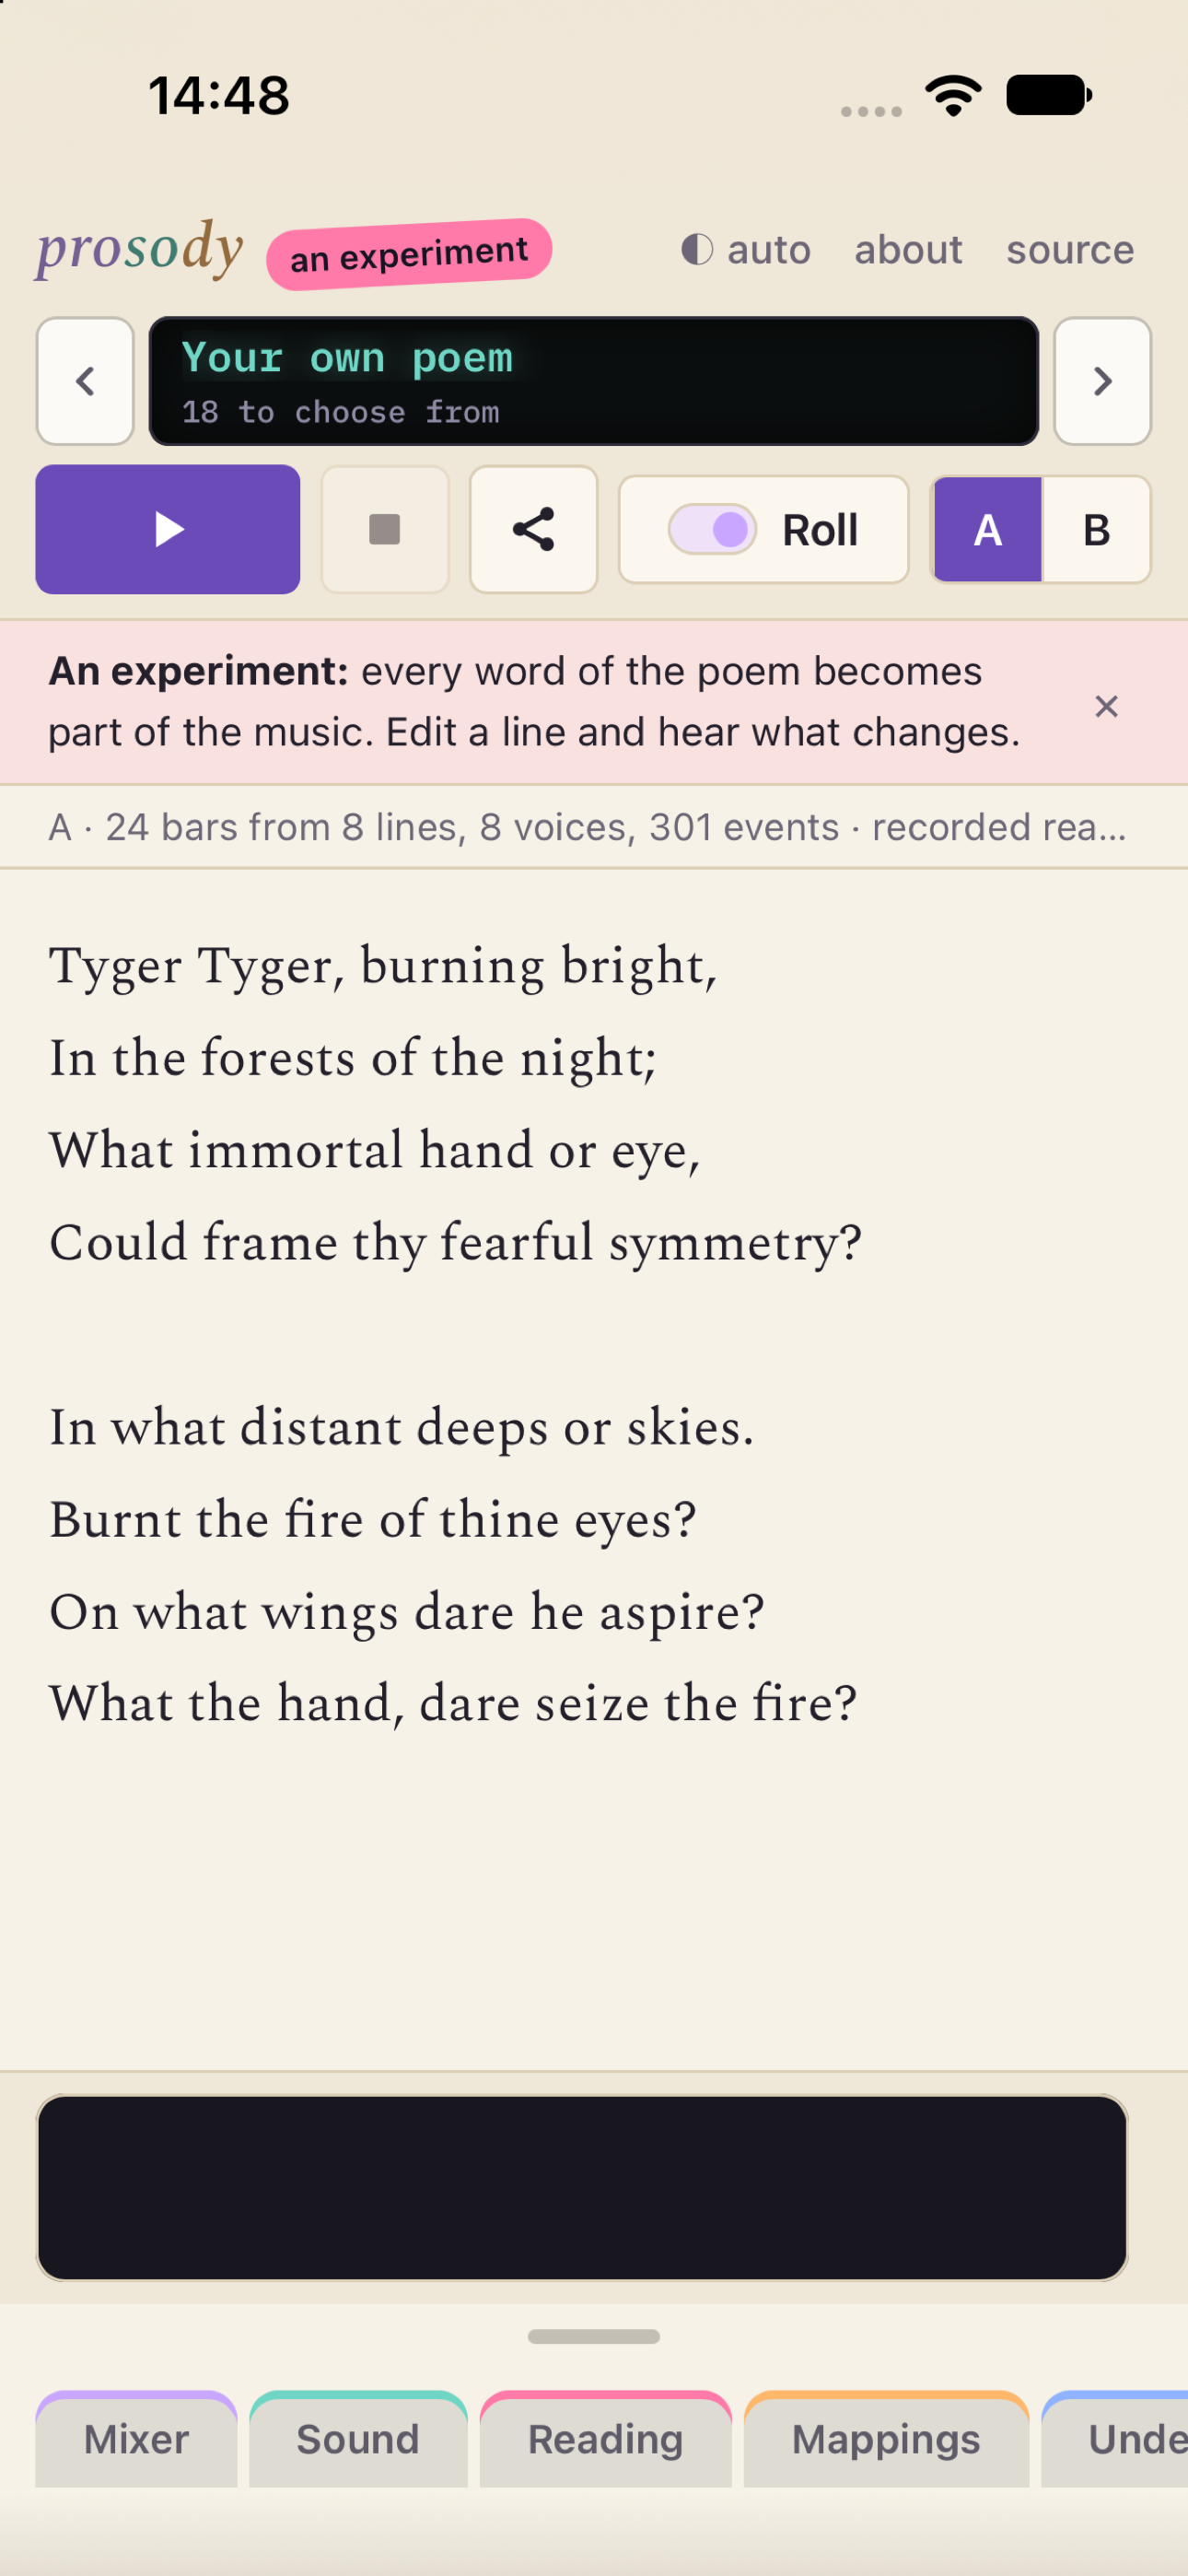 14:48
prosody an experiment auto about source
Your own poem
18 to choose from
Roll A B
An experiment: every word of the poem becomes
part of the music. Edit a line and hear what changes.
A · 24 bars from 8 lines, 8 voices, 301 events · recorded rea...
Tyger Tyger, burning bright,
In the forests of the night;
What immortal hand or eye,
Could frame thy fearful symmetry?
In what distant deeps or skies.
Burnt the fire of thine eyes?
On what wings dare he aspire?
What the hand, dare seize the fire?
Mixer Sound Reading Mappings Unde